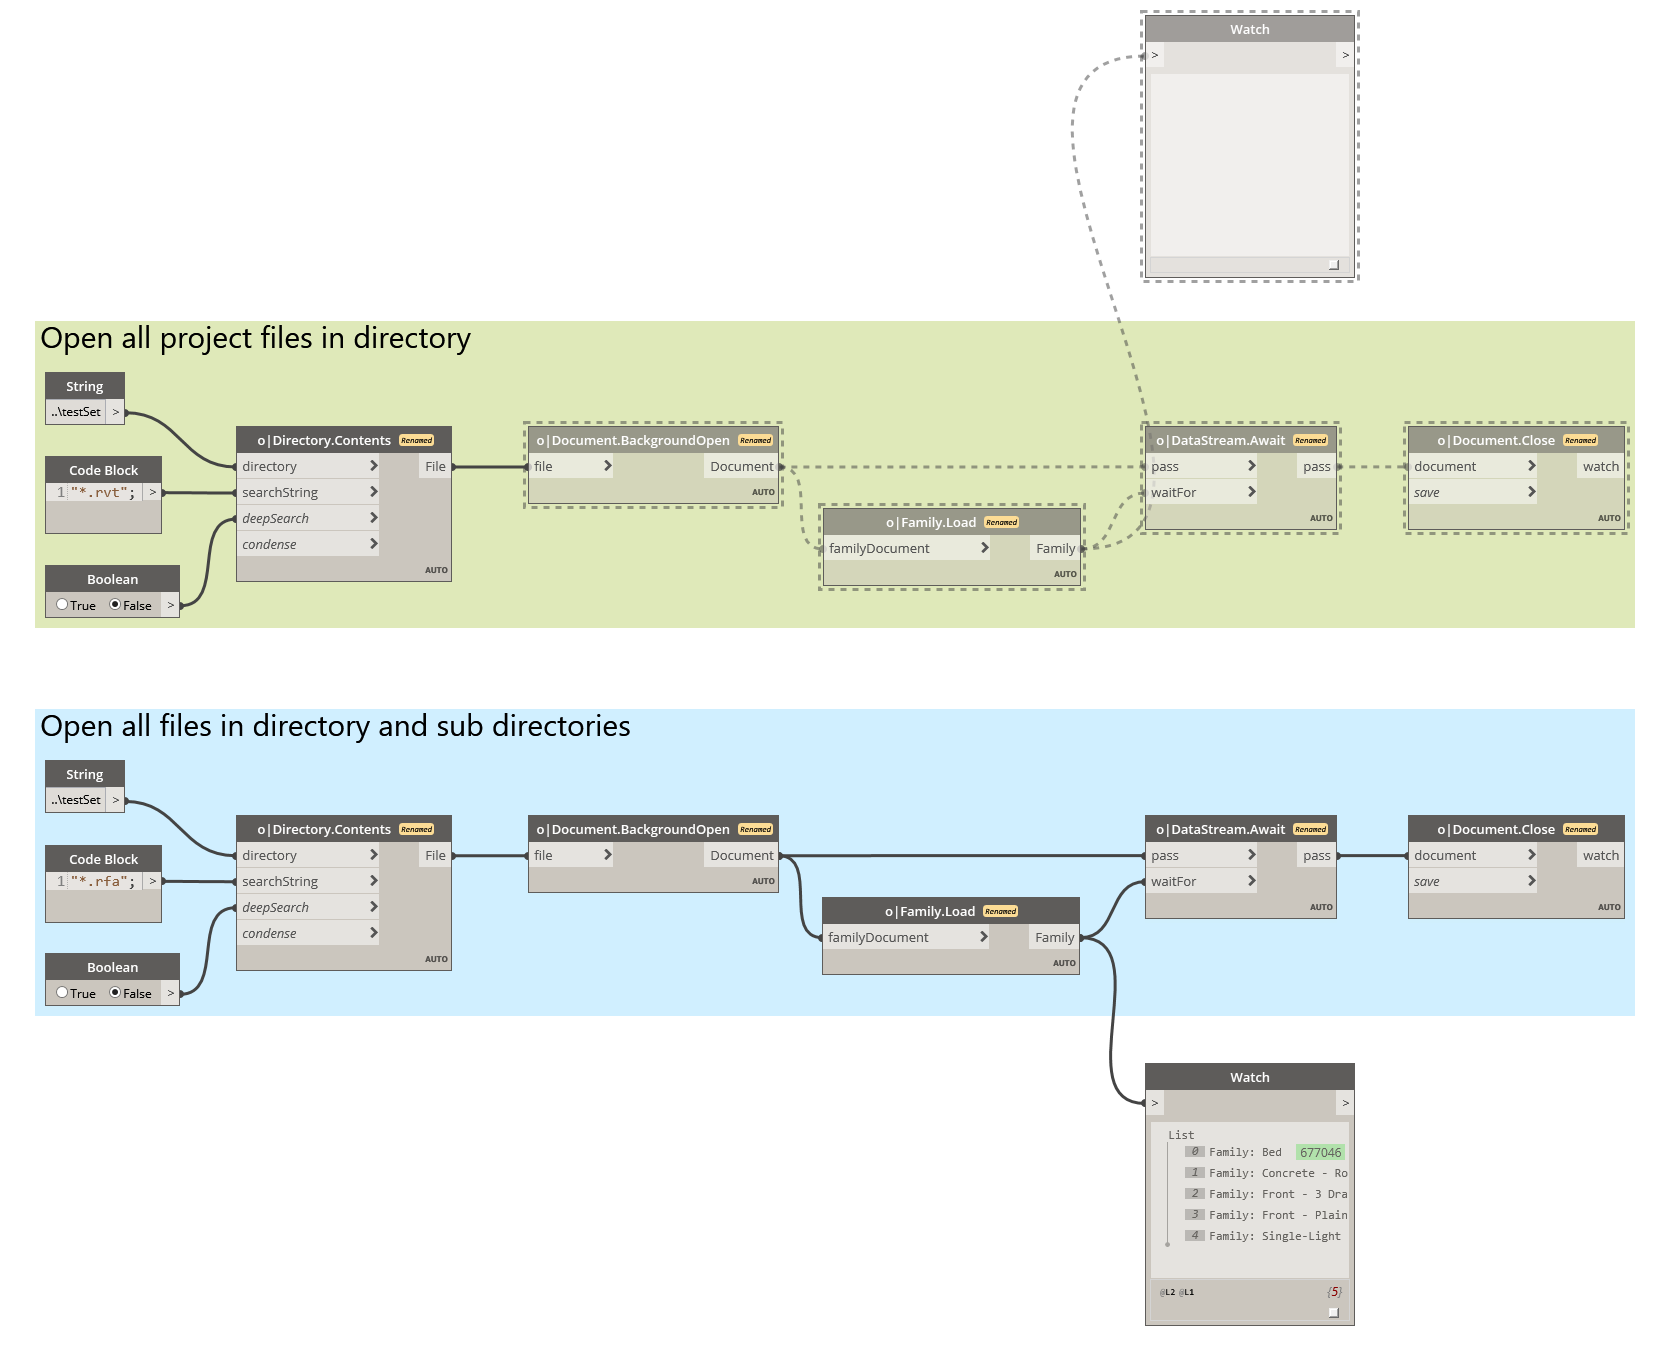 Watch
> >
Open all project files in directory
String
..\testSet >
o|Directory.Contents Renamed
directory File
searchString
deepSearch
condense
AUTO
Code Block
1 "*.rvt"; >
Boolean
True False >
o|Document.BackgroundOpen Renamed
file Document
AUTO
o|Family.Load Renamed
familyDocument Family
AUTO
o|DataStream.Await Renamed
pass pass
waitFor
AUTO
o|Document.Close Renamed
document watch
save
AUTO
Open all files in directory and sub directories
String
..\testSet >
o|Directory.Contents Renamed
directory File
searchString
deepSearch
condense
AUTO
Code Block
1 "*.rfa"; >
Boolean
True False >
o|Document.BackgroundOpen Renamed
file Document
AUTO
o|Family.Load Renamed
familyDocument Family
AUTO
o|DataStream.Await Renamed
pass pass
waitFor
AUTO
o|Document.Close Renamed
document watch
save
AUTO
Watch
> >
List
0 Family: Bed 677046
1 Family: Concrete - Ro
2 Family: Front - 3 Dra
3 Family: Front - Plain
4 Family: Single-Light
@L2 @L1 {5}